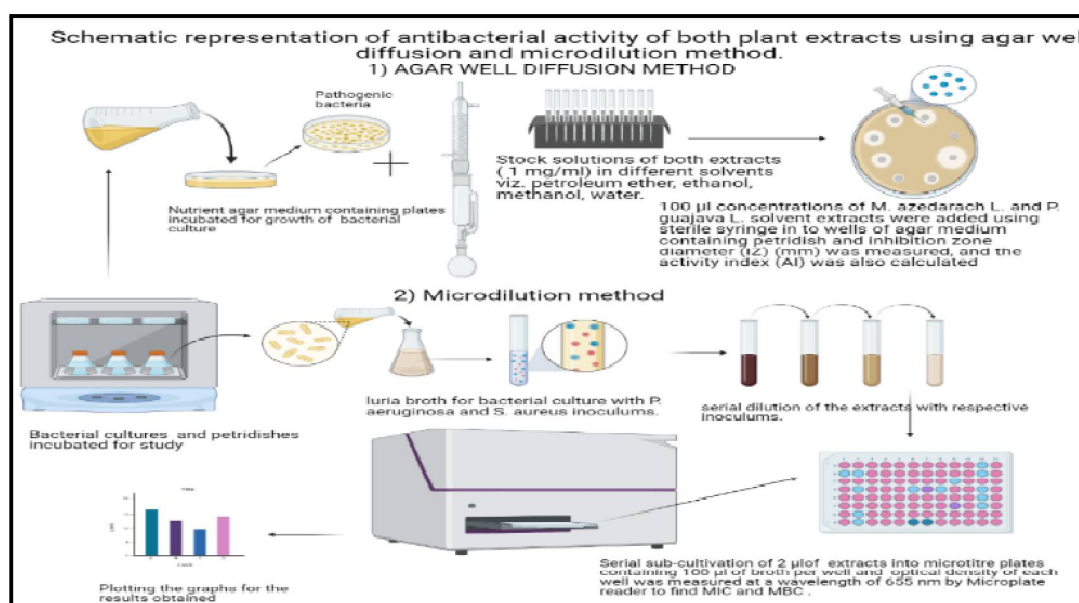 Schematic representation of antibacterial activity of both plant extracts using agar wel
diffusion and microdilution method.
1) AGAR WELL DIFFUSION METHOD
Pathogenic
bacteria
Nutrient agar medium containing plates
incubated for growth of bacterial
culture
Stock solutions of both extracts
( 1 mg/ml) in different solvents
viz. petroleum ether, ethanol,
methanol, water.
100 µl concentrations of M. azedarach L. and P.
guajava L. solvent extracts were added using
sterile syringe in to wells of agar medium
containing petridish and inhibition zone
diameter (IZ) (mm) was measured, and the
activity index (AI) was also calculated
2) Microdilution method
luria broth for bacterial culture with P.
aeruginosa and S. aureus inoculums.
serial dilution of the extracts with respective
inoculums.
Bacterial cultures and petridishes
incubated for study
Serial sub-cultivation of 2 µlof extracts into microtitre plates
containing 100 µl of broth per well and optical density of each
well was measured at a wavelength of 655 nm by Microplate
reader to find MIC and MBC .
Plotting the graphs for the
results obtained